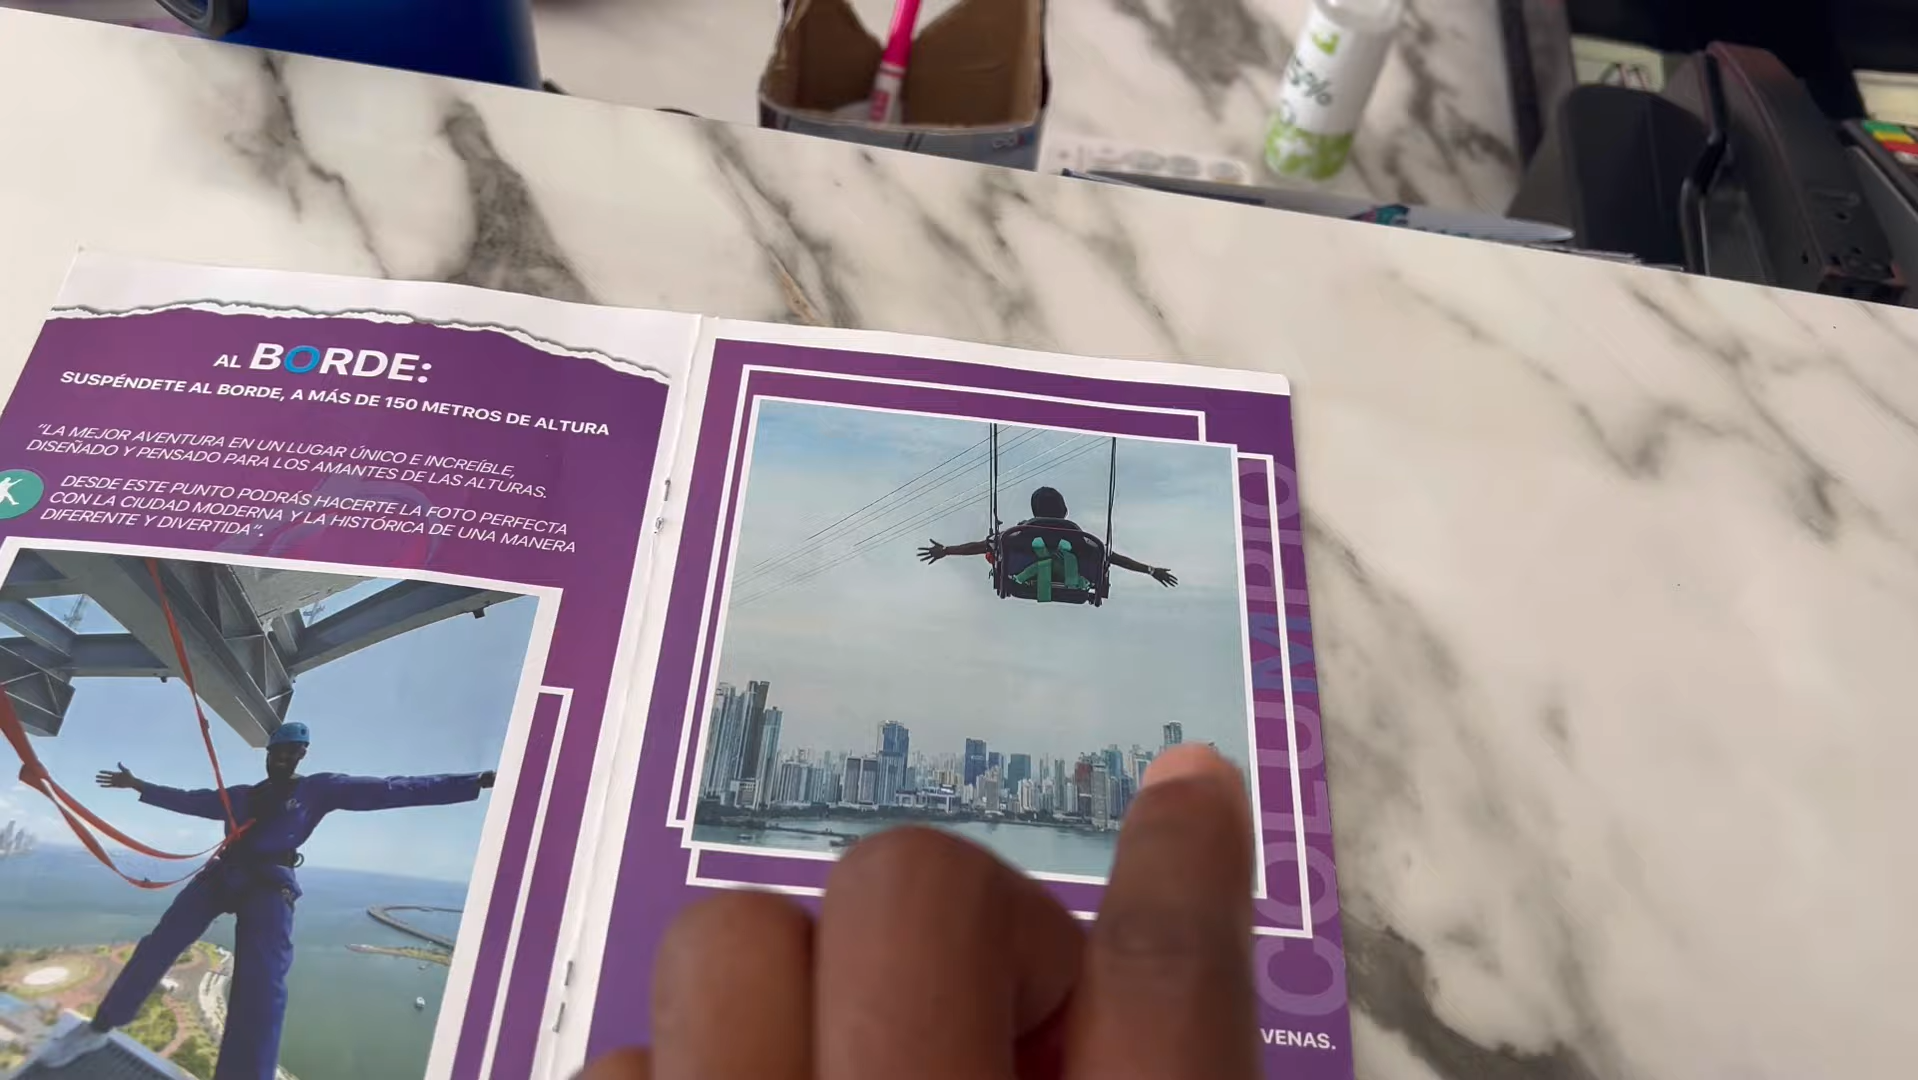 AL BORDE:
SUSPÉNDETE AL BORDE, A MÁS DE 150 METROS DE ALTURA
"LA MEJOR AVENTURA EN UN LUGAR ÚNICO E INCREÍBLE,
DISEÑADO Y PENSADO PARA LOS AMANTES DE LAS ALTURAS.
DESDE ESTE PUNTO PODRÁS HACERTE LA FOTO PERFECTA
CON LA CIUDAD MODERNA Y LA HISTÓRICA DE UNA MANERA
DIFERENTE Y DIVERTIDA".
COLUMPIO
VENAS.